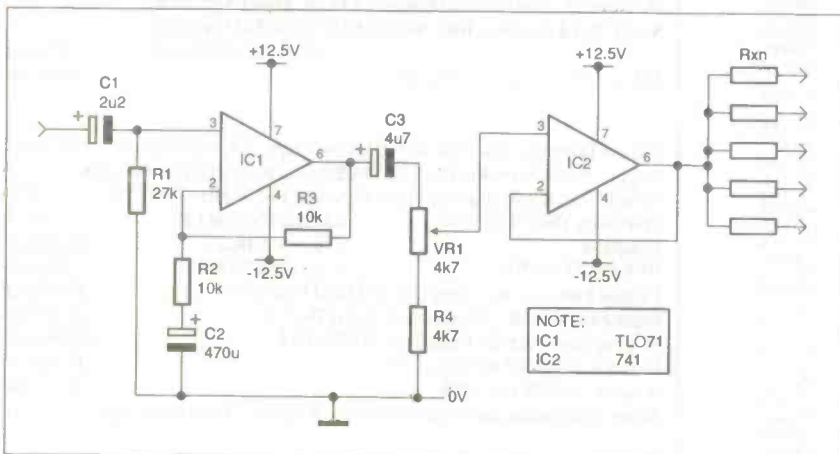 +12.5V
+12.5V
Rxn
C1
2u2
C3
4u7
+
+
3
7
IC1
6
2
4
3
7
IC2
6
2
4
R1
27k
R3
10k
VR1
4k7
-12.5V
-12.5V
R2
10k
+
C2
470u
R4
4k7
0V
NOTE:
IC1 TLO71
IC2 741